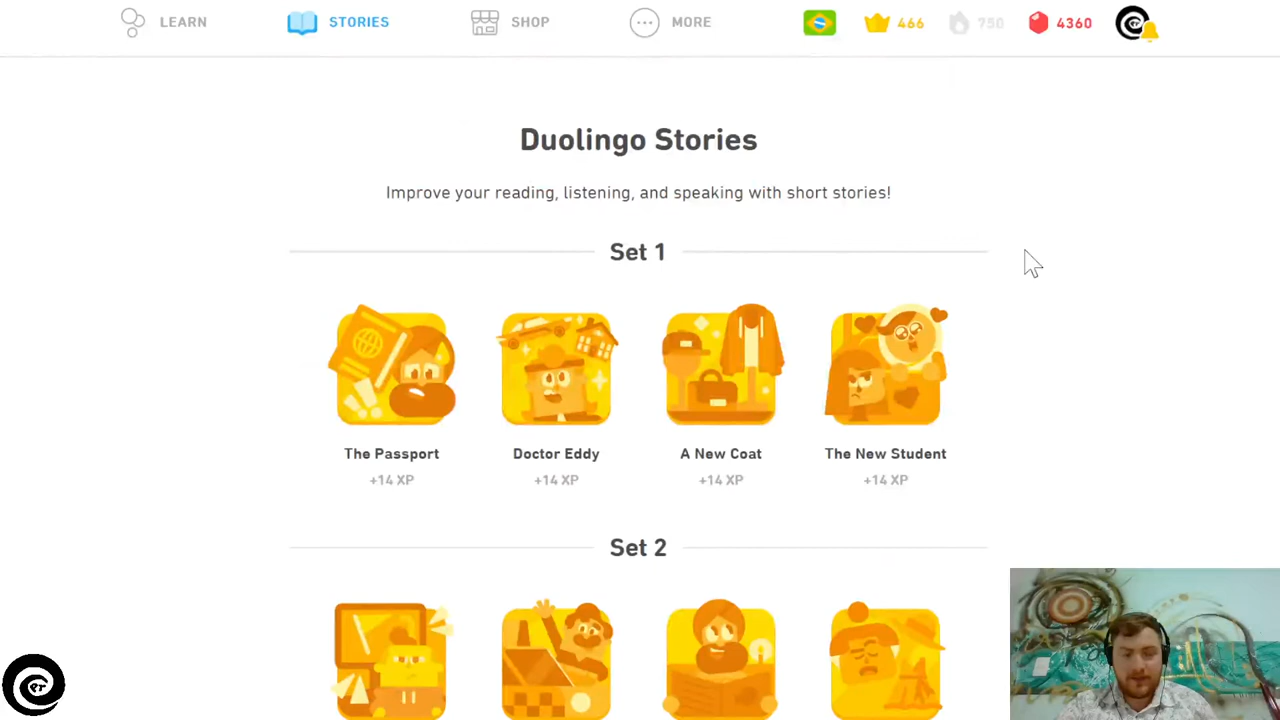 LEARN STORIES SHOP MORE 466 750 4360
Duolingo Stories
Improve your reading, listening, and speaking with short stories!
Set 1
The Passport Doctor Eddy A New Coat The New Student
+14 XP +14 XP +14 XP +14 XP
Set 2